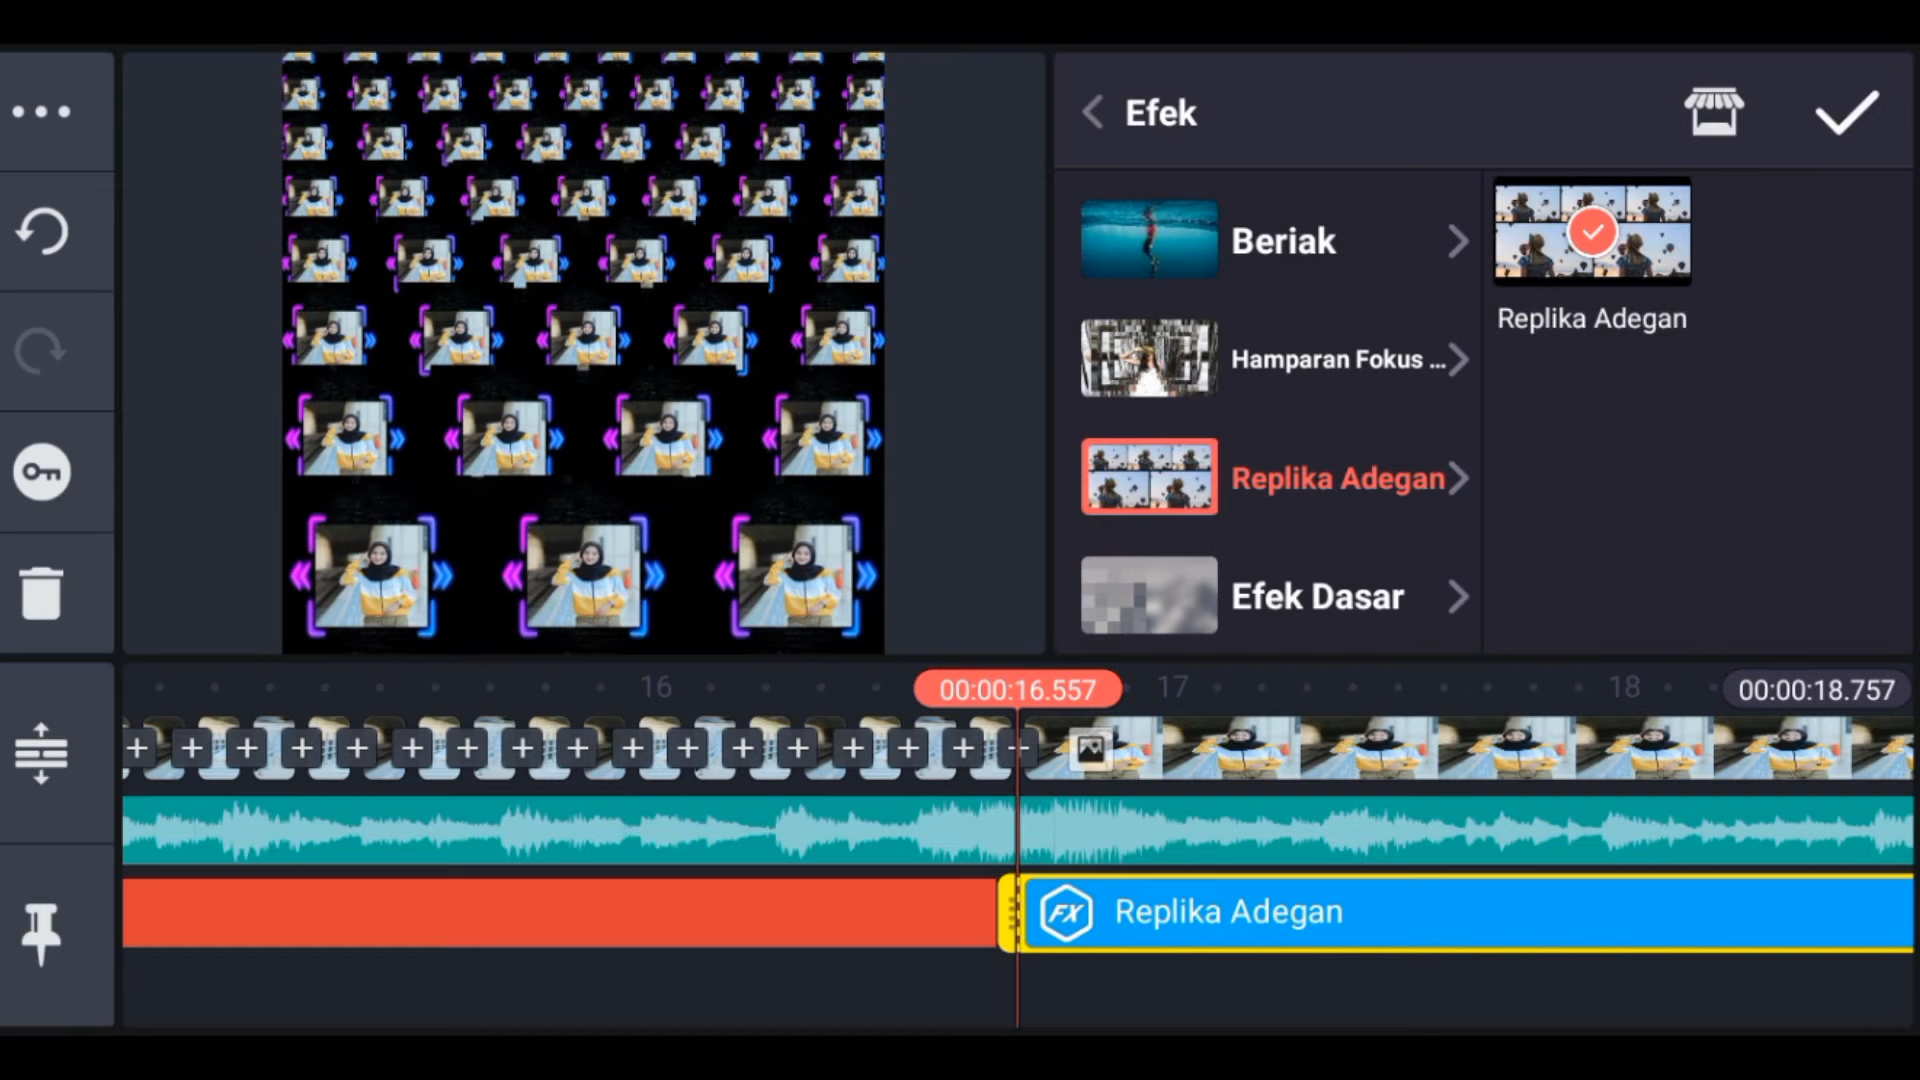 Efek
Beriak
Hamparan Fokus ...
Replika Adegan
Efek Dasar
Replika Adegan
16
00:00:16.557
17
18
00:00:18.757
FX Replika Adegan